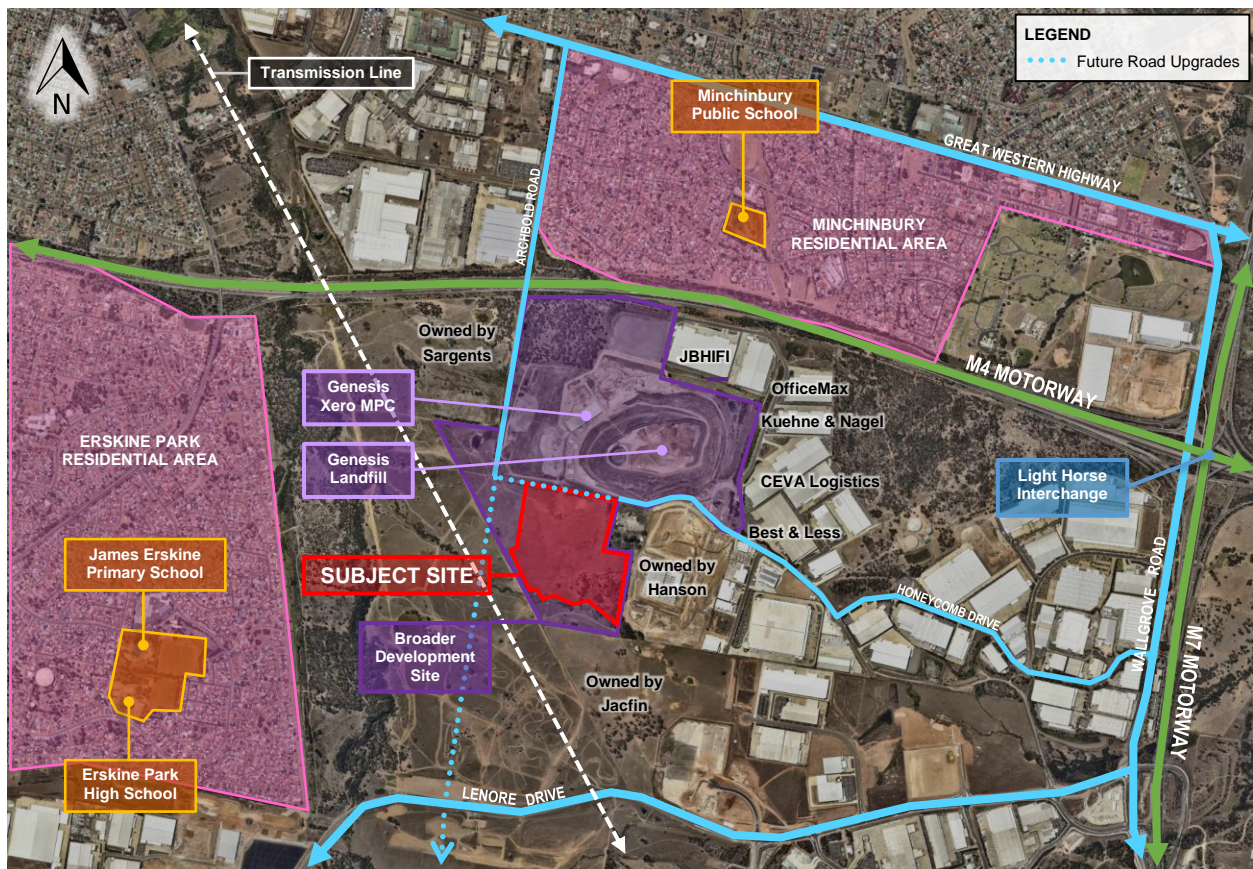 LEGEND
Future Road Upgrades
N
Transmission Line
Minchinbury
Public School
GREAT WESTERN HIGHWAY
ARCHBOLD ROAD
MINCHINBURY
RESIDENTIAL AREA
Owned by
Sargents
JBHIFI
M4 MOTORWAY
Genesis
Xero MPC
OfficeMax
Kuehne & Nagel
ERSKINE PARK
RESIDENTIAL AREA
Genesis
Landfill
CEVA Logistics
Light Horse
Interchange
Best & Less
James Erskine
Primary School
SUBJECT SITE
Owned by
Hanson
HONEYCOMB DRIVE
WALLGROVE ROAD
M7 MOTORWAY
Broader
Development
Site
Owned by
Jacfin
Erskine Park
High School
LENORE DRIVE